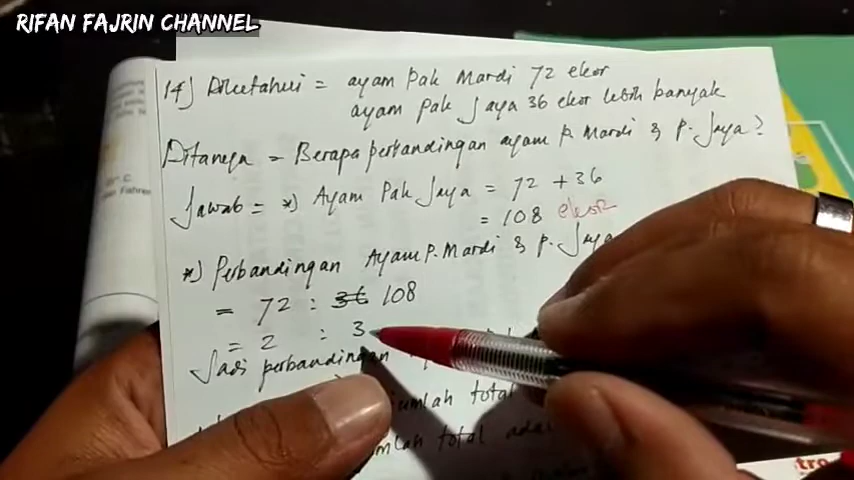 RIFAN FAJRIN CHANNEL
14) Diketahui = ayam pak Mardi 72 ekor
ayam pak Jaya 36 ekor lebih banyak
Ditanya = Berapa perbandingan ayam P. Mardi & P. Jaya?
Jawab = *) Ayam Pak Jaya = 72 + 36
= 108 ekor
*) Perbandingan Ayam P. Mardi & P. Jaya
= 72 : 36 108
= 2 : 3
Jadi perbandingan
jumlah total
total